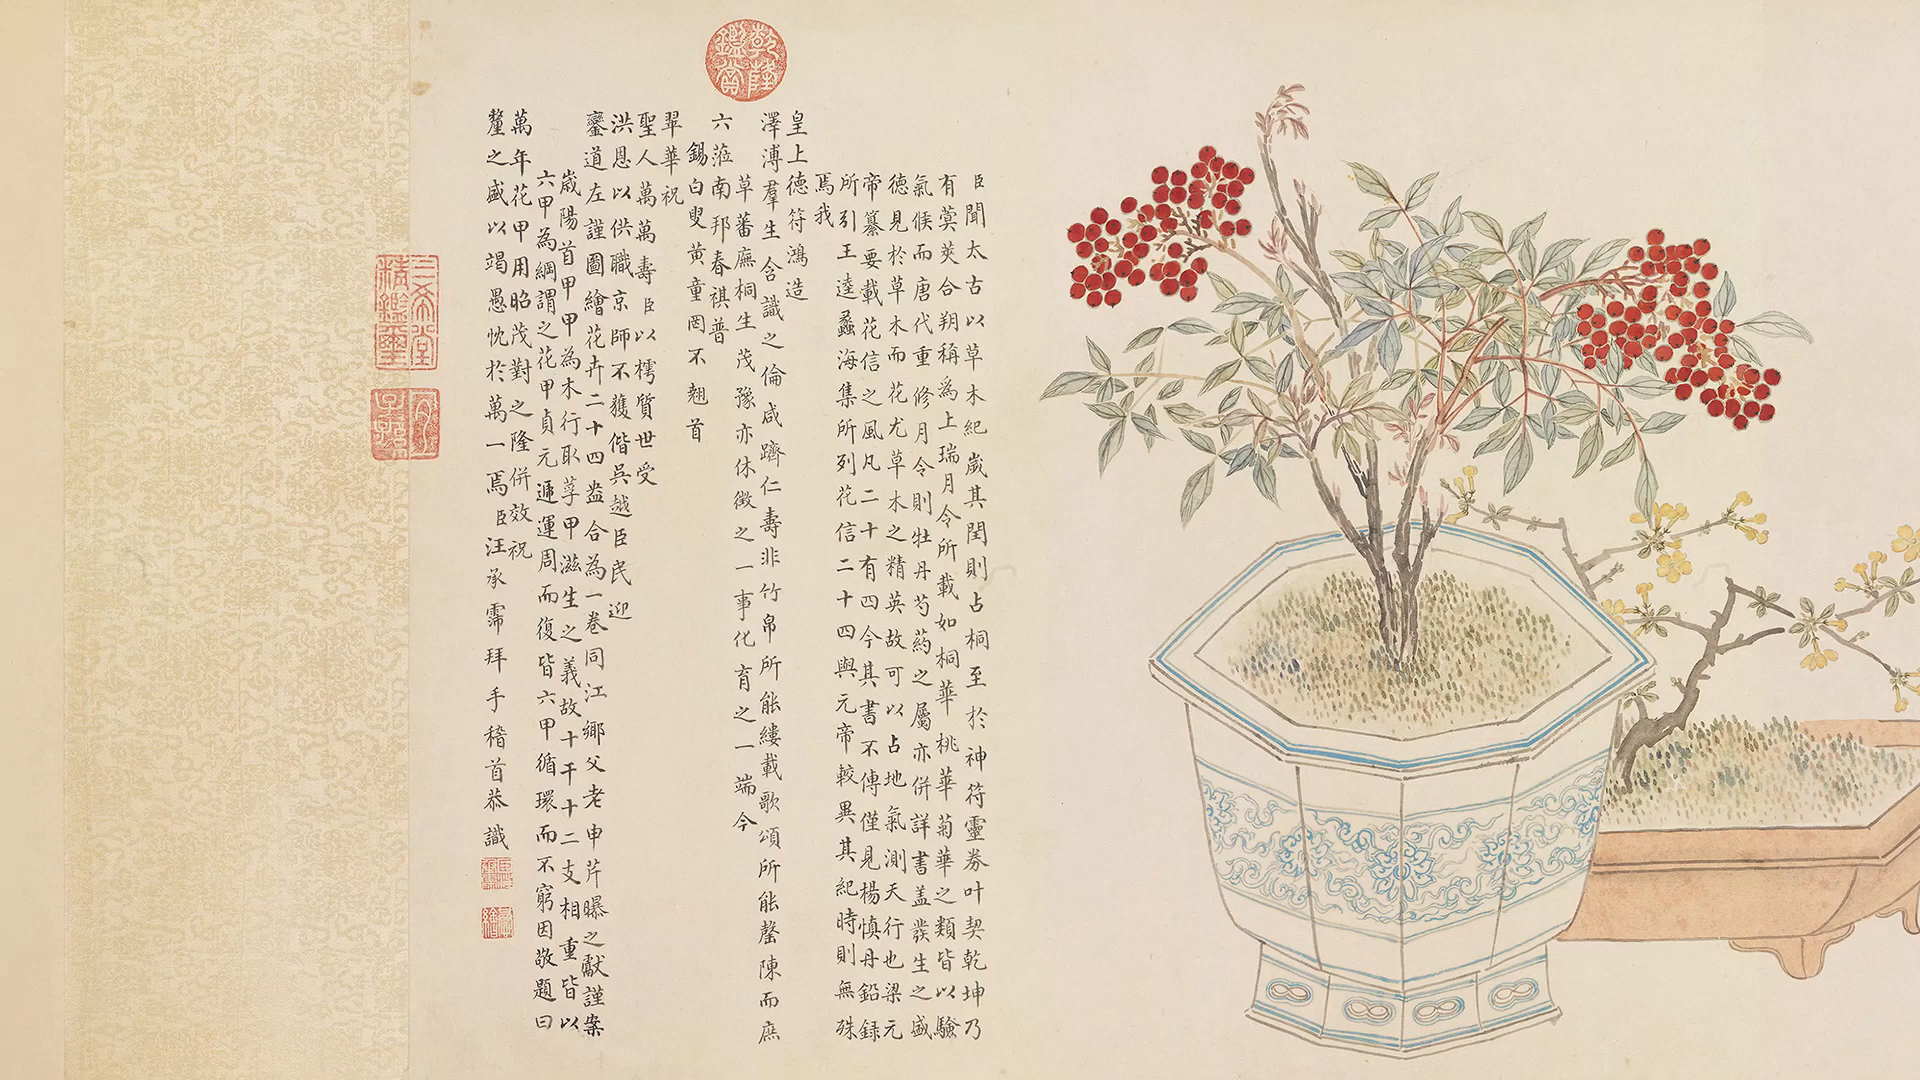 臣聞太古以草木紀歲其閏則占桐至於神符靈券叶契乾坤乃
有蓂莢合朔稱為上瑞月令所載如桐華桃華菊華之類皆以驗
氣候而唐代重修月令則牡丹芍藥之屬亦併詳書蓋發生之盛
德見於草木而花尤草木之精英故可以占地氣測天行也梁元
帝纂要載花信之風凡二十有四今其書不傳僅見楊慎丹鉛録
所引王逵蠡海集所列花信二十四與元帝較異其紀時則無殊
焉我
皇上德符鴻造
澤溥羣生含識之倫咸躋仁壽非竹帛所能縷載歌頌所能罄陳而庶
草蕃廡桐生茂豫亦休徵之一事化育之一端今
六蒞南邦春祺普
錫白叟黃童罔不翹首
翠華祝
聖人萬萬壽臣以樗質世受
洪恩以供職京師不獲偕吳越臣民迎
鑾道左謹圖繪花卉二十四盆合為一卷同江鄉父老申芹曝之獻謹案
歲陽首甲甲為木行取莩甲滋生之義故十干十二支相重皆以
六甲為綱謂之花甲貞元遞運周而復皆六甲循環而不窮因敬題曰
萬年花甲用昭茂對之隆併效祝
釐之盛以竭愚忱於萬一焉臣汪承霈拜手稽首恭識
乾隆鑑賞
三希堂精鑑璽
宜子孫